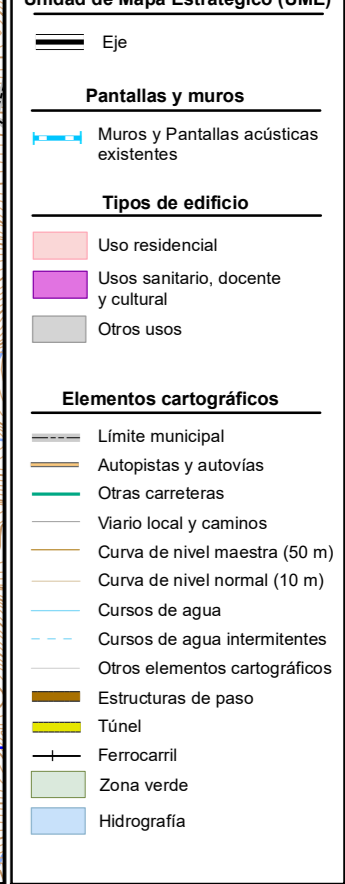 Unidad de Mapa Estratégico (UME)
Eje
Pantallas y muros
Muros y Pantallas acústicas
existentes
Tipos de edificio
Uso residencial
Usos sanitario, docente
y cultural
Otros usos
Elementos cartográficos
Límite municipal
Autopistas y autovías
Otras carreteras
Viario local y caminos
Curva de nivel maestra (50 m)
Curva de nivel normal (10 m)
Cursos de agua
Cursos de agua intermitentes
Otros elementos cartográficos
Estructuras de paso
Túnel
Ferrocarril
Zona verde
Hidrografía